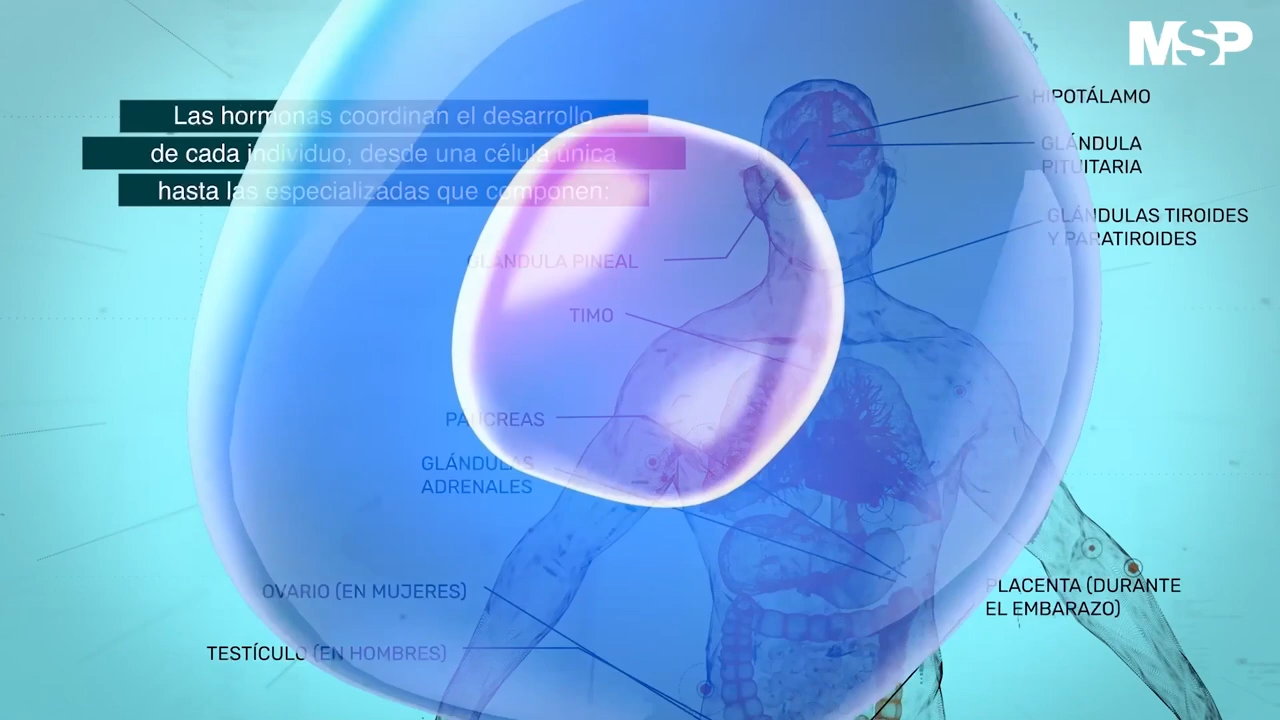 MSP
Las hormonas coordinan el desarrollo
de cada individuo, desde una célula única
hasta las especializadas que componen:
HIPOTÁLAMO
GLÁNDULA
PITUITARIA
GLÁNDULAS TIROIDES
Y PARATIROIDES
GLÁNDULA PINEAL
TIMO
PÁNCREAS
GLÁNDULAS
ADRENALES
OVARIO (EN MUJERES)
TESTÍCULO (EN HOMBRES)
PLACENTA (DURANTE
EL EMBARAZO)